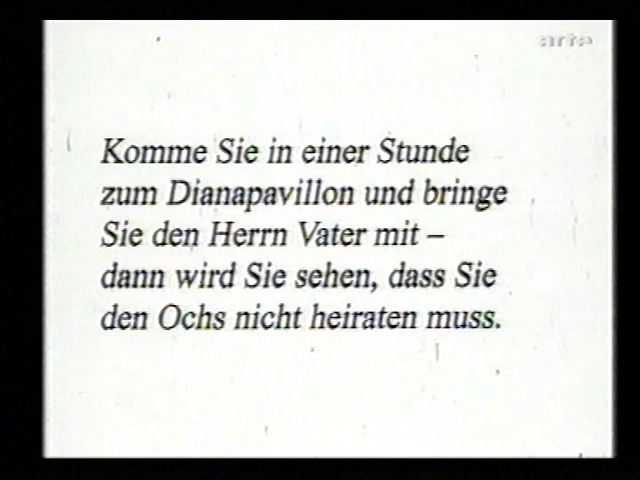 arte
Komme Sie in einer Stunde
zum Dianapavillon und bringe
Sie den Herrn Vater mit –
dann wird Sie sehen, dass Sie
den Ochs nicht heiraten muss.